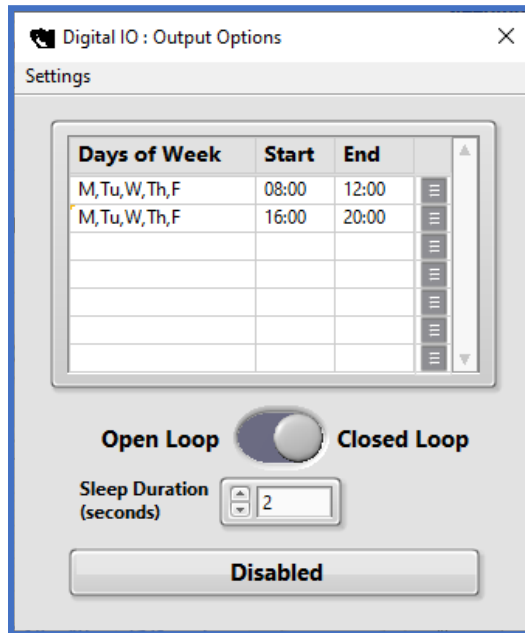 Digital IO : Output Options
Settings
Days of Week Start End
M,Tu,W,Th,F 08:00 12:00
M,Tu,W,Th,F 16:00 20:00
Open Loop Closed Loop
Sleep Duration
(seconds) 2
Disabled